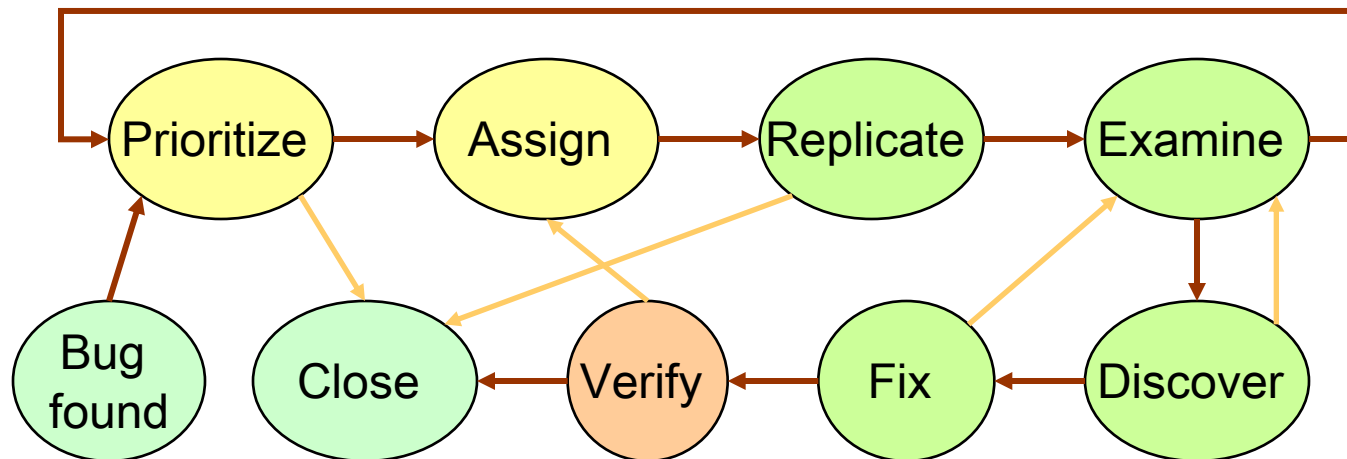 Prioritize
Assign
Replicate
Examine
Bug
found
Close
Verify
Fix
Discover